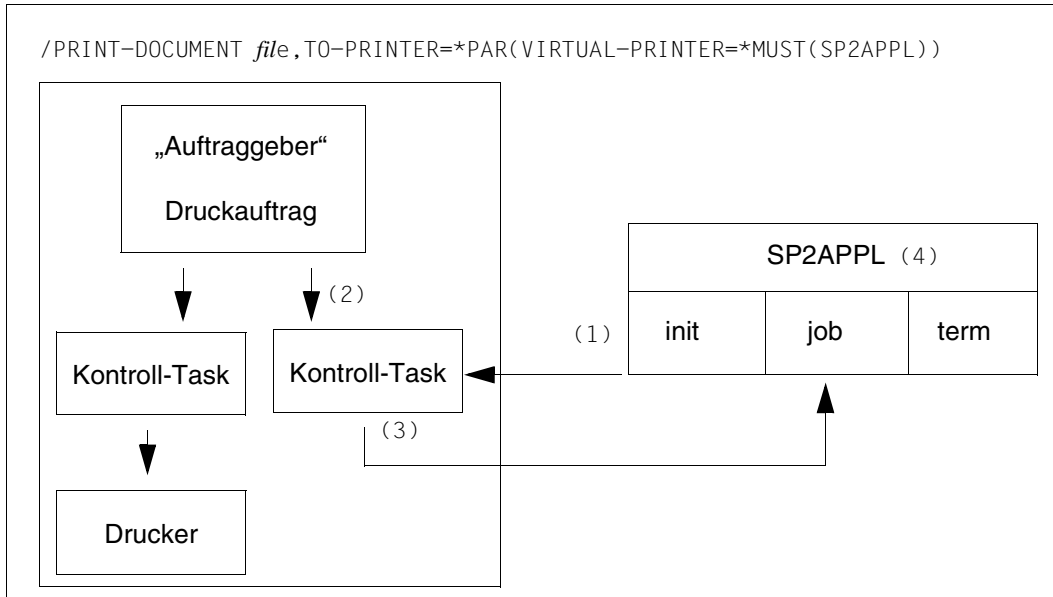 /PRINT-DOCUMENT file,TO-PRINTER=*PAR(VIRTUAL-PRINTER=*MUST(SP2APPL))
„Auftraggeber“
Druckauftrag
SP2APPL (4)
(2)
(1) init job term
Kontroll-Task Kontroll-Task
(3)
Drucker